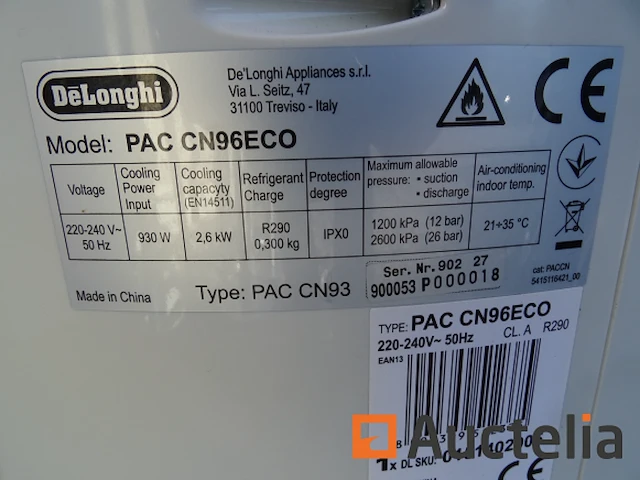 DeLonghi
De'Longhi Appliances s.r.l.
Via L. Seitz, 47
31100 Treviso - Italy
CE
Model: PAC CN96ECO
Voltage
Cooling Power Input
Cooling capacyty (EN14511)
Refrigerant Charge
Protection degree
Maximum allowable pressure: • suction • discharge
Air-conditioning indoor temp.
220-240 V~ 50 Hz
930 W
2,6 kW
R290 0,300 kg
IPX0
1200 kPa (12 bar) 2600 kPa (26 bar)
21÷35 °C
Made in China
Type: PAC CN93
Ser. Nr. 902 27
900053 P000018
cat: PACCN
5415116421_00
TYPE: PAC CN96ECO
220-240V~ 50Hz CL. A R290
EAN13
1x DL SKU:
CE
Auctelia